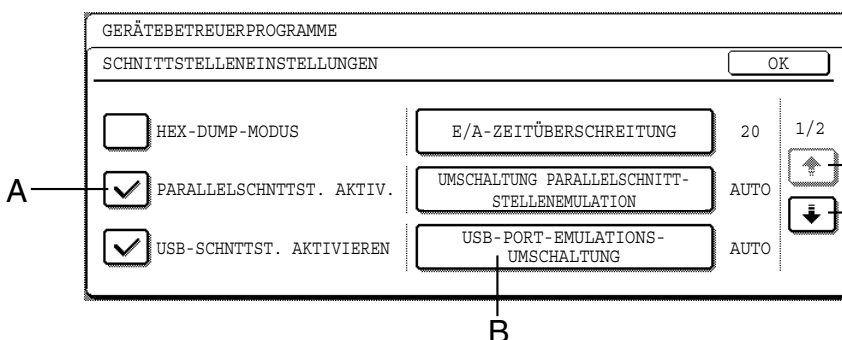 GERÄTEBETREUERPROGRAMME
SCHNITTSTELLENEINSTELLUNGEN
OK
HEX-DUMP-MODUS
E/A-ZEITÜBERSCHREITUNG
20
1/2
A
PARALLELSCHNTTST. AKTIV.
UMSCHALTUNG PARALLELSCHNITT-
STELLENEMULATION
AUTO
USB-SCHNTTST. AKTIVIEREN
USB-PORT-EMULATIONS-
UMSCHALTUNG
AUTO
B